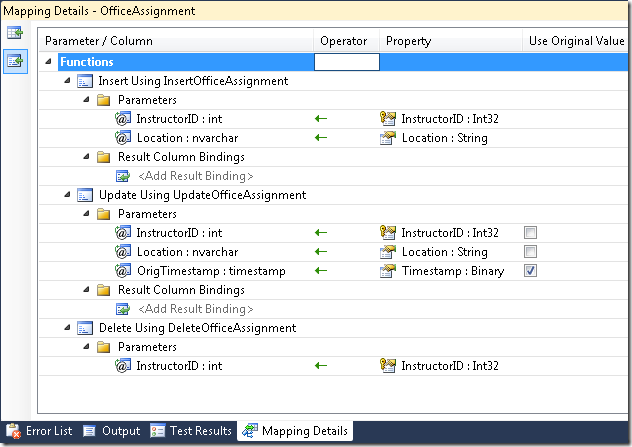 Mapping Details - OfficeAssignment
Parameter / Column Operator Property Use Original Value
Functions
Insert Using InsertOfficeAssignment
Parameters
InstructorID : int ← InstructorID : Int32
Location : nvarchar ← Location : String
Result Column Bindings
<Add Result Binding>
Update Using UpdateOfficeAssignment
Parameters
InstructorID : int ← InstructorID : Int32
Location : nvarchar ← Location : String
OrigTimestamp : timestamp ← Timestamp : Binary
Result Column Bindings
<Add Result Binding>
Delete Using DeleteOfficeAssignment
Parameters
InstructorID : int ← InstructorID : Int32
Error List Output Test Results Mapping Details